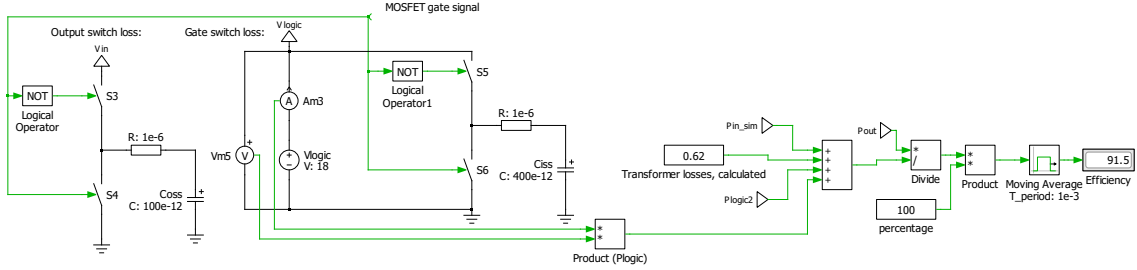 MOSFET gate signal
Output switch loss:
Gate switch loss:
Vin
Vlogic
NOT
S3
Logical
Operator
R: 1e-6
S4
Coss
C: 100e-12
Am3
A
Vm5
V
Vlogic
V: 18
NOT
Logical
Operator1
S5
R: 1e-6
S6
Ciss
C: 400e-12
Product (Plogic)
Pin_sim
0.62
Transformer losses, calculated
Plogic2
Pout
Divide
Product
100
percentage
Moving Average
T_period: 1e-3
91.5
Efficiency